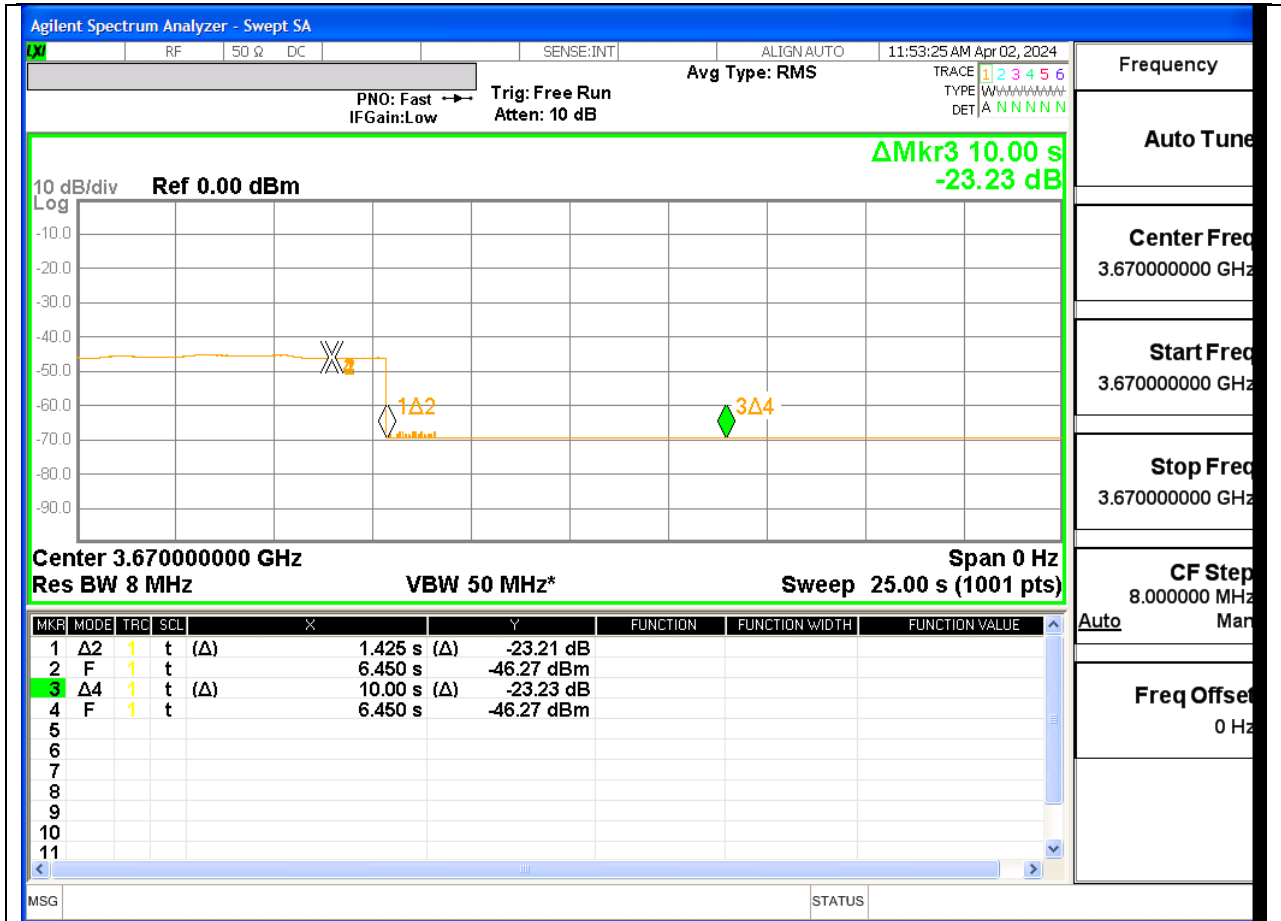 Agilent Spectrum Analyzer - Swept SA
LXI RF 50 Ω DC SENSE:INT ALIGN AUTO 11:53:25 AM Apr 02, 2024
Frequency
PNO: Fast
IFGain:Low
Trig: Free Run
Atten: 10 dB
Avg Type: RMS
TRACE 1 2 3 4 5 6
TYPE W
DET A N N N N N
Auto Tune
ΔMkr3 10.00 s
-23.23 dB
10 dB/div Ref 0.00 dBm
Log
-10.0
-20.0
-30.0
-40.0
-50.0
-60.0
-70.0
-80.0
-90.0
1Δ2
3Δ4
Center 3.670000000 GHz Span 0 Hz
Res BW 8 MHz VBW 50 MHz* Sweep 25.00 s (1001 pts)
Center Freq
3.670000000 GHz
Start Freq
3.670000000 GHz
Stop Freq
3.670000000 GHz
CF Step
8.000000 MHz
Auto Man
Freq Offset
0 Hz
MKR MODE TRC SCL X Y FUNCTION FUNCTION WIDTH FUNCTION VALUE
1 Δ2 1 t (Δ) 1.425 s (Δ) -23.21 dB
2 F 1 t 6.450 s -46.27 dBm
3 Δ4 1 t (Δ) 10.00 s (Δ) -23.23 dB
4 F 1 t 6.450 s -46.27 dBm
5
6
7
8
9
10
11
MSG STATUS